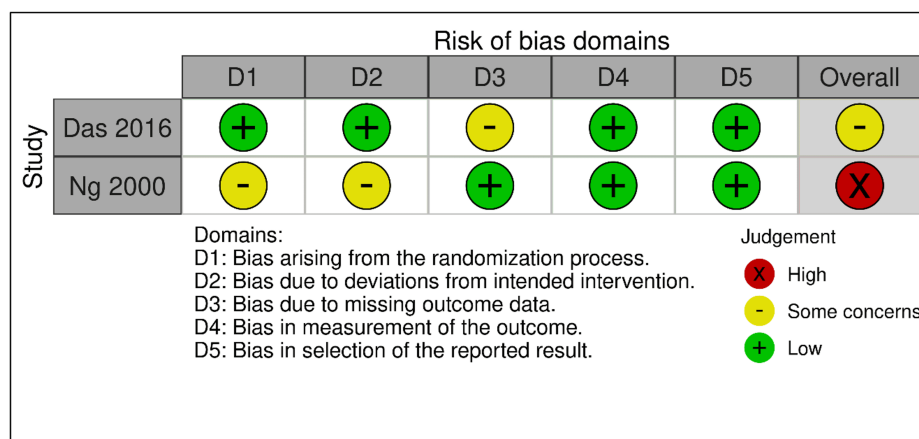 Risk of bias domains
D1 D2 D3 D4 D5 Overall
Study
Das 2016 + + - + + -
Ng 2000 - - + + + X
Domains:
D1: Bias arising from the randomization process.
D2: Bias due to deviations from intended intervention.
D3: Bias due to missing outcome data.
D4: Bias in measurement of the outcome.
D5: Bias in selection of the reported result.
Judgement
X High
- Some concerns
+ Low